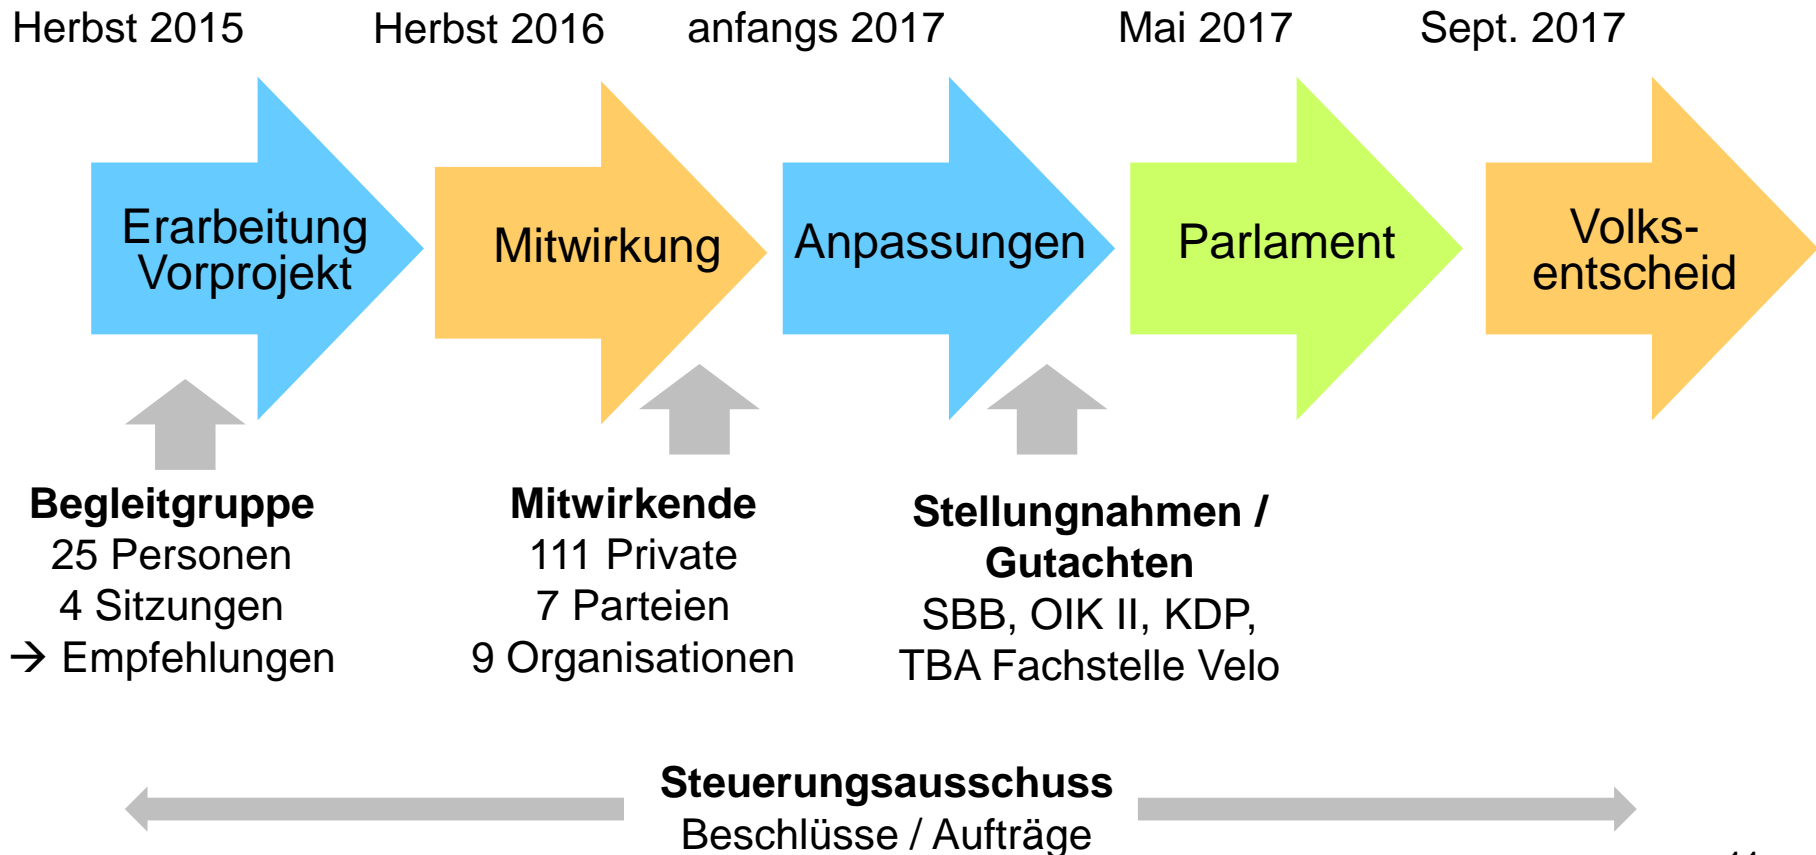 Herbst 2015
Herbst 2016
anfangs 2017
Mai 2017
Sept. 2017
Erarbeitung
Vorprojekt
Mitwirkung
Anpassungen
Parlament
Volks-
entscheid
Begleitgruppe
25 Personen
4 Sitzungen
→ Empfehlungen
Mitwirkende
111 Private
7 Parteien
9 Organisationen
Stellungnahmen /
Gutachten
SBB, OIK II, KDP,
TBA Fachstelle Velo
Steuerungsausschuss
Beschlüsse / Aufträge